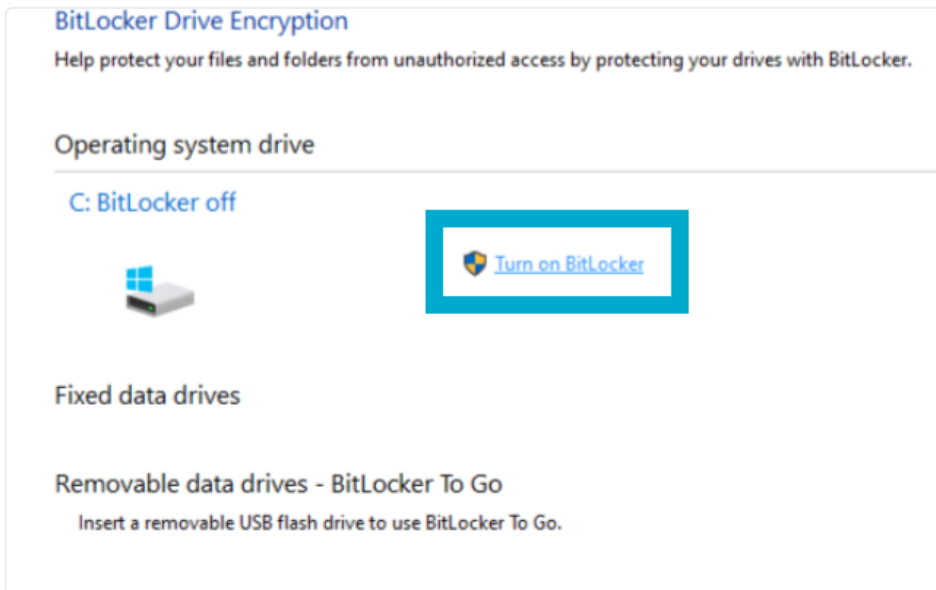 BitLocker Drive Encryption
Help protect your files and folders from unauthorized access by protecting your drives with BitLocker.
Operating system drive
C: BitLocker off
Turn on BitLocker
Fixed data drives
Removable data drives - BitLocker To Go
Insert a removable USB flash drive to use BitLocker To Go.